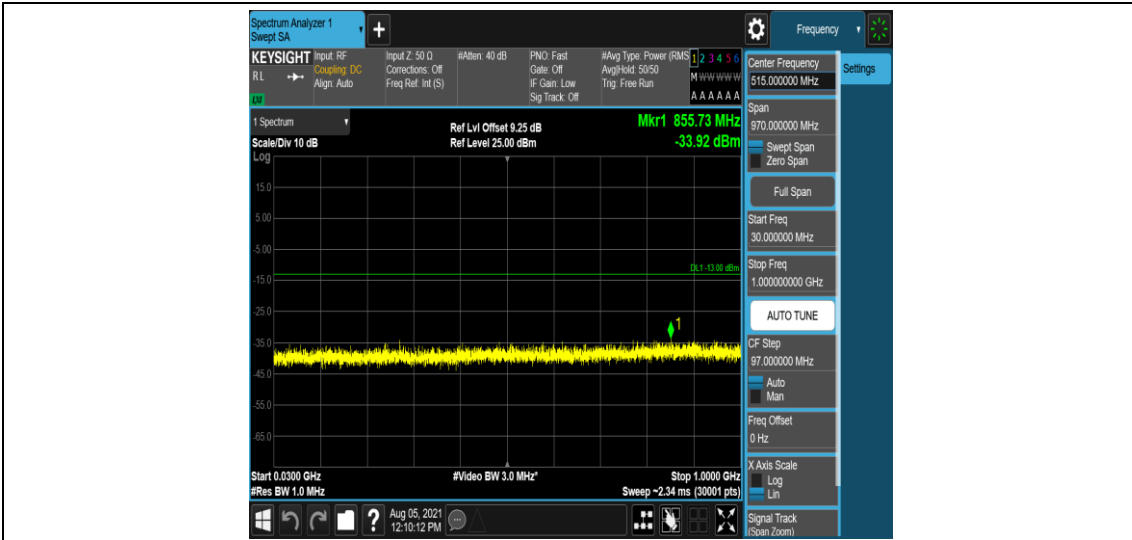 Spectrum Analyzer 1
Swept SA
+
Frequency
KEYSIGHT
RL
LXI
Input: RF
Coupling: DC
Align: Auto
Input Z: 50 Ω
Corrections: Off
Freq Ref: Int (S)
#Atten: 40 dB
PNO: Fast
Gate: Off
IF Gain: Low
Sig Track: Off
#Avg Type: Power (RMS
Avg|Hold: 50/50
Trig: Free Run
1 2 3 4 5 6
M W W W W W
A A A A A A
1 Spectrum
Scale/Div 10 dB
Log
Ref Lvl Offset 9.25 dB
Ref Level 25.00 dBm
Mkr1 855.73 MHz
-33.92 dBm
15.0
5.00
-5.00
DL1 -13.00 dBm
-15.0
-25.0
1
-35.0
-45.0
-55.0
-65.0
Start 0.0300 GHz
#Video BW 3.0 MHz*
Stop 1.0000 GHz
#Res BW 1.0 MHz
Sweep ~2.34 ms (30001 pts)
?
Aug 05, 2021
12:10:12 PM
Center Frequency
515.000000 MHz
Settings
Span
970.000000 MHz
Swept Span
Zero Span
Full Span
Start Freq
30.000000 MHz
Stop Freq
1.000000000 GHz
AUTO TUNE
CF Step
97.000000 MHz
Auto
Man
Freq Offset
0 Hz
X Axis Scale
Log
Lin
Signal Track
(Span Zoom)